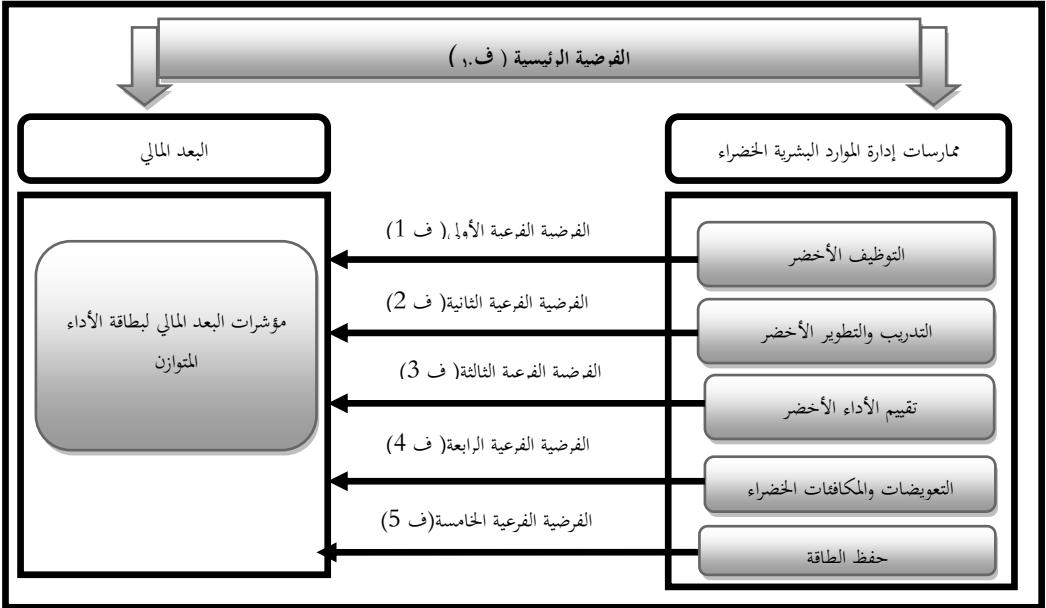 الفرضية الرئيسية ( ف.١ )
ممارسات إدارة الموارد البشرية الخضراء
البعد المالي
الفرضية الفرعية الأولى( ف 1)
التوظيف الأخضر
الفرضية الفرعية الثانية( ف 2)
التدريب والتطوير الأخضر
الفرضية الفرعية الثالثة( ف 3)
تقييم الأداء الأخضر
الفرضية الفرعية الرابعة( ف 4)
التعويضات والمكافئات الخضراء
الفرضية الفرعية الخامسة(ف 5)
حفظ الطاقة
مؤشرات البعد المالي لبطاقة الأداء
المتوازن